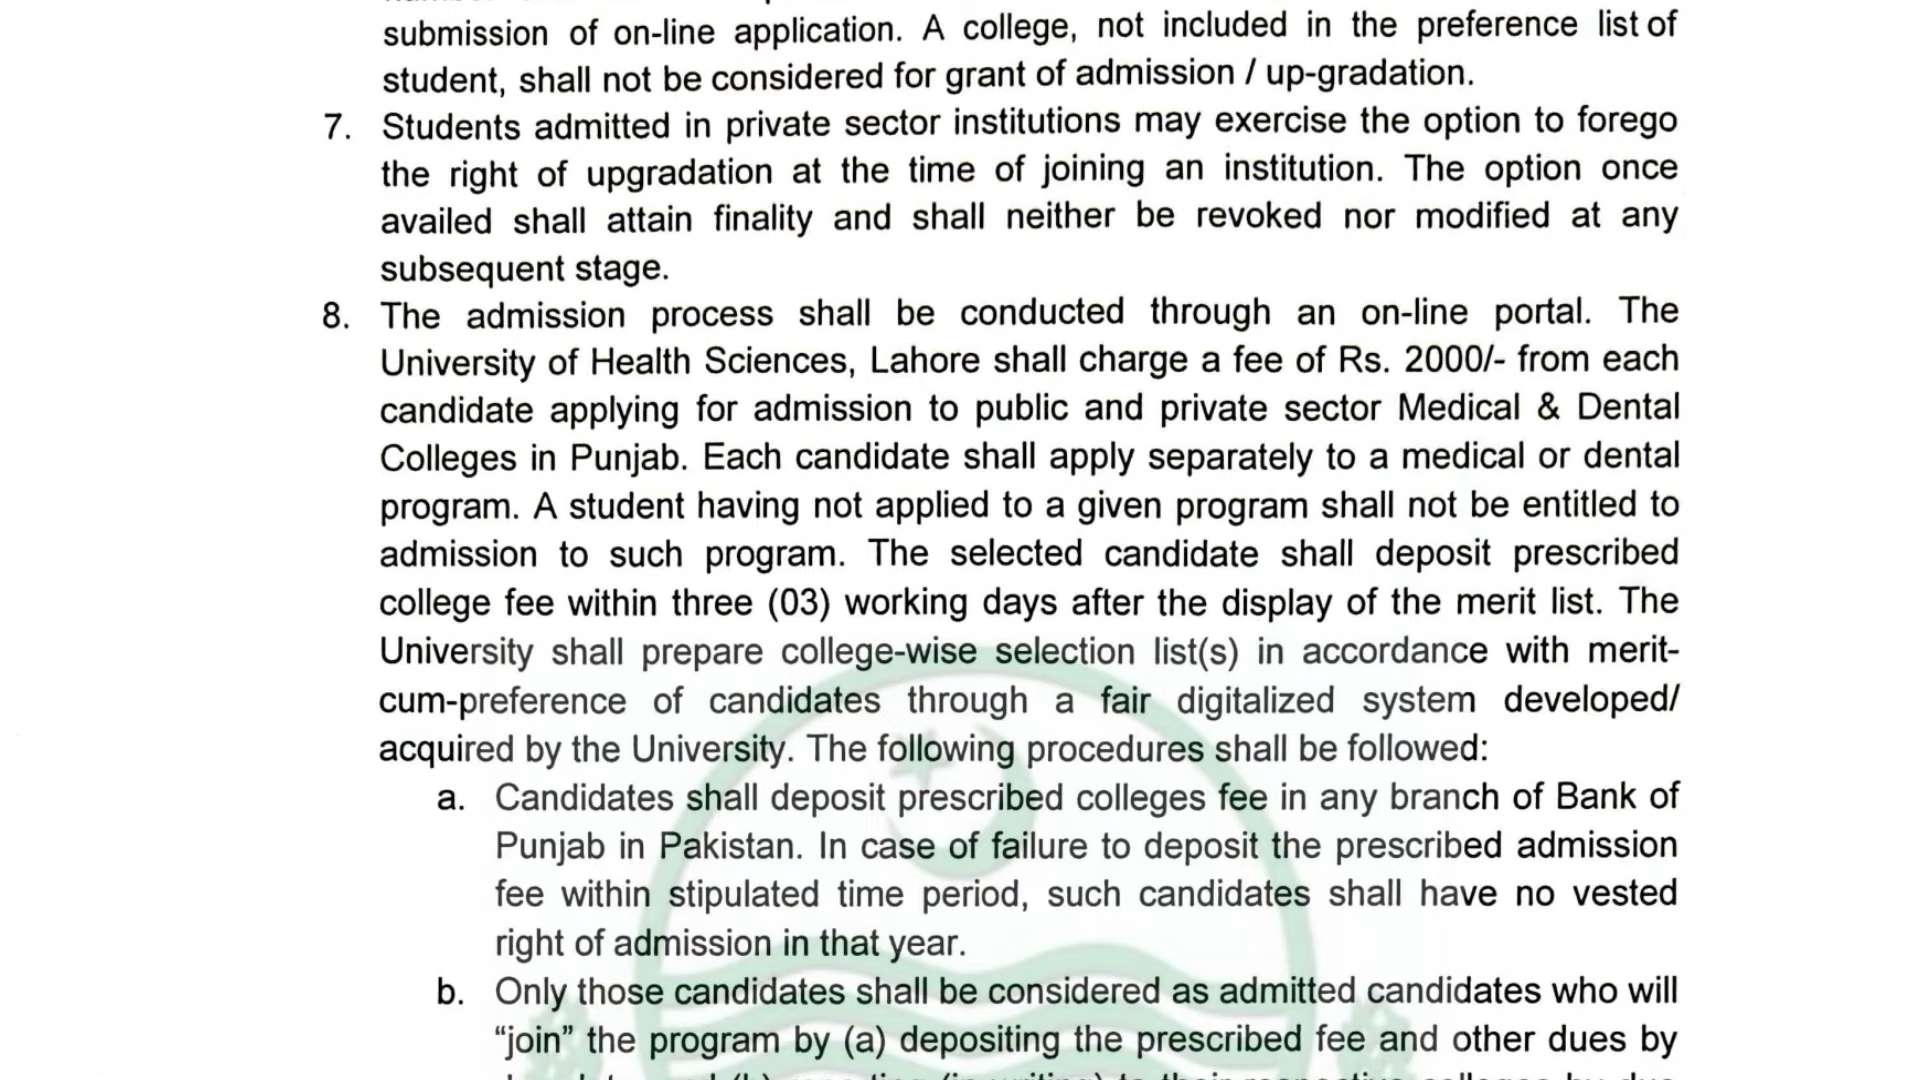 submission of on-line application. A college, not included in the preference list of
student, shall not be considered for grant of admission / up-gradation.
7. Students admitted in private sector institutions may exercise the option to forego
the right of upgradation at the time of joining an institution. The option once
availed shall attain finality and shall neither be revoked nor modified at any
subsequent stage.
8. The admission process shall be conducted through an on-line portal. The
University of Health Sciences, Lahore shall charge a fee of Rs. 2000/- from each
candidate applying for admission to public and private sector Medical & Dental
Colleges in Punjab. Each candidate shall apply separately to a medical or dental
program. A student having not applied to a given program shall not be entitled to
admission to such program. The selected candidate shall deposit prescribed
college fee within three (03) working days after the display of the merit list. The
University shall prepare college-wise selection list(s) in accordance with merit-
cum-preference of candidates through a fair digitalized system developed/
acquired by the University. The following procedures shall be followed:
a. Candidates shall deposit prescribed colleges fee in any branch of Bank of
Punjab in Pakistan. In case of failure to deposit the prescribed admission
fee within stipulated time period, such candidates shall have no vested
right of admission in that year.
b. Only those candidates shall be considered as admitted candidates who will
“join” the program by (a) depositing the prescribed fee and other dues by